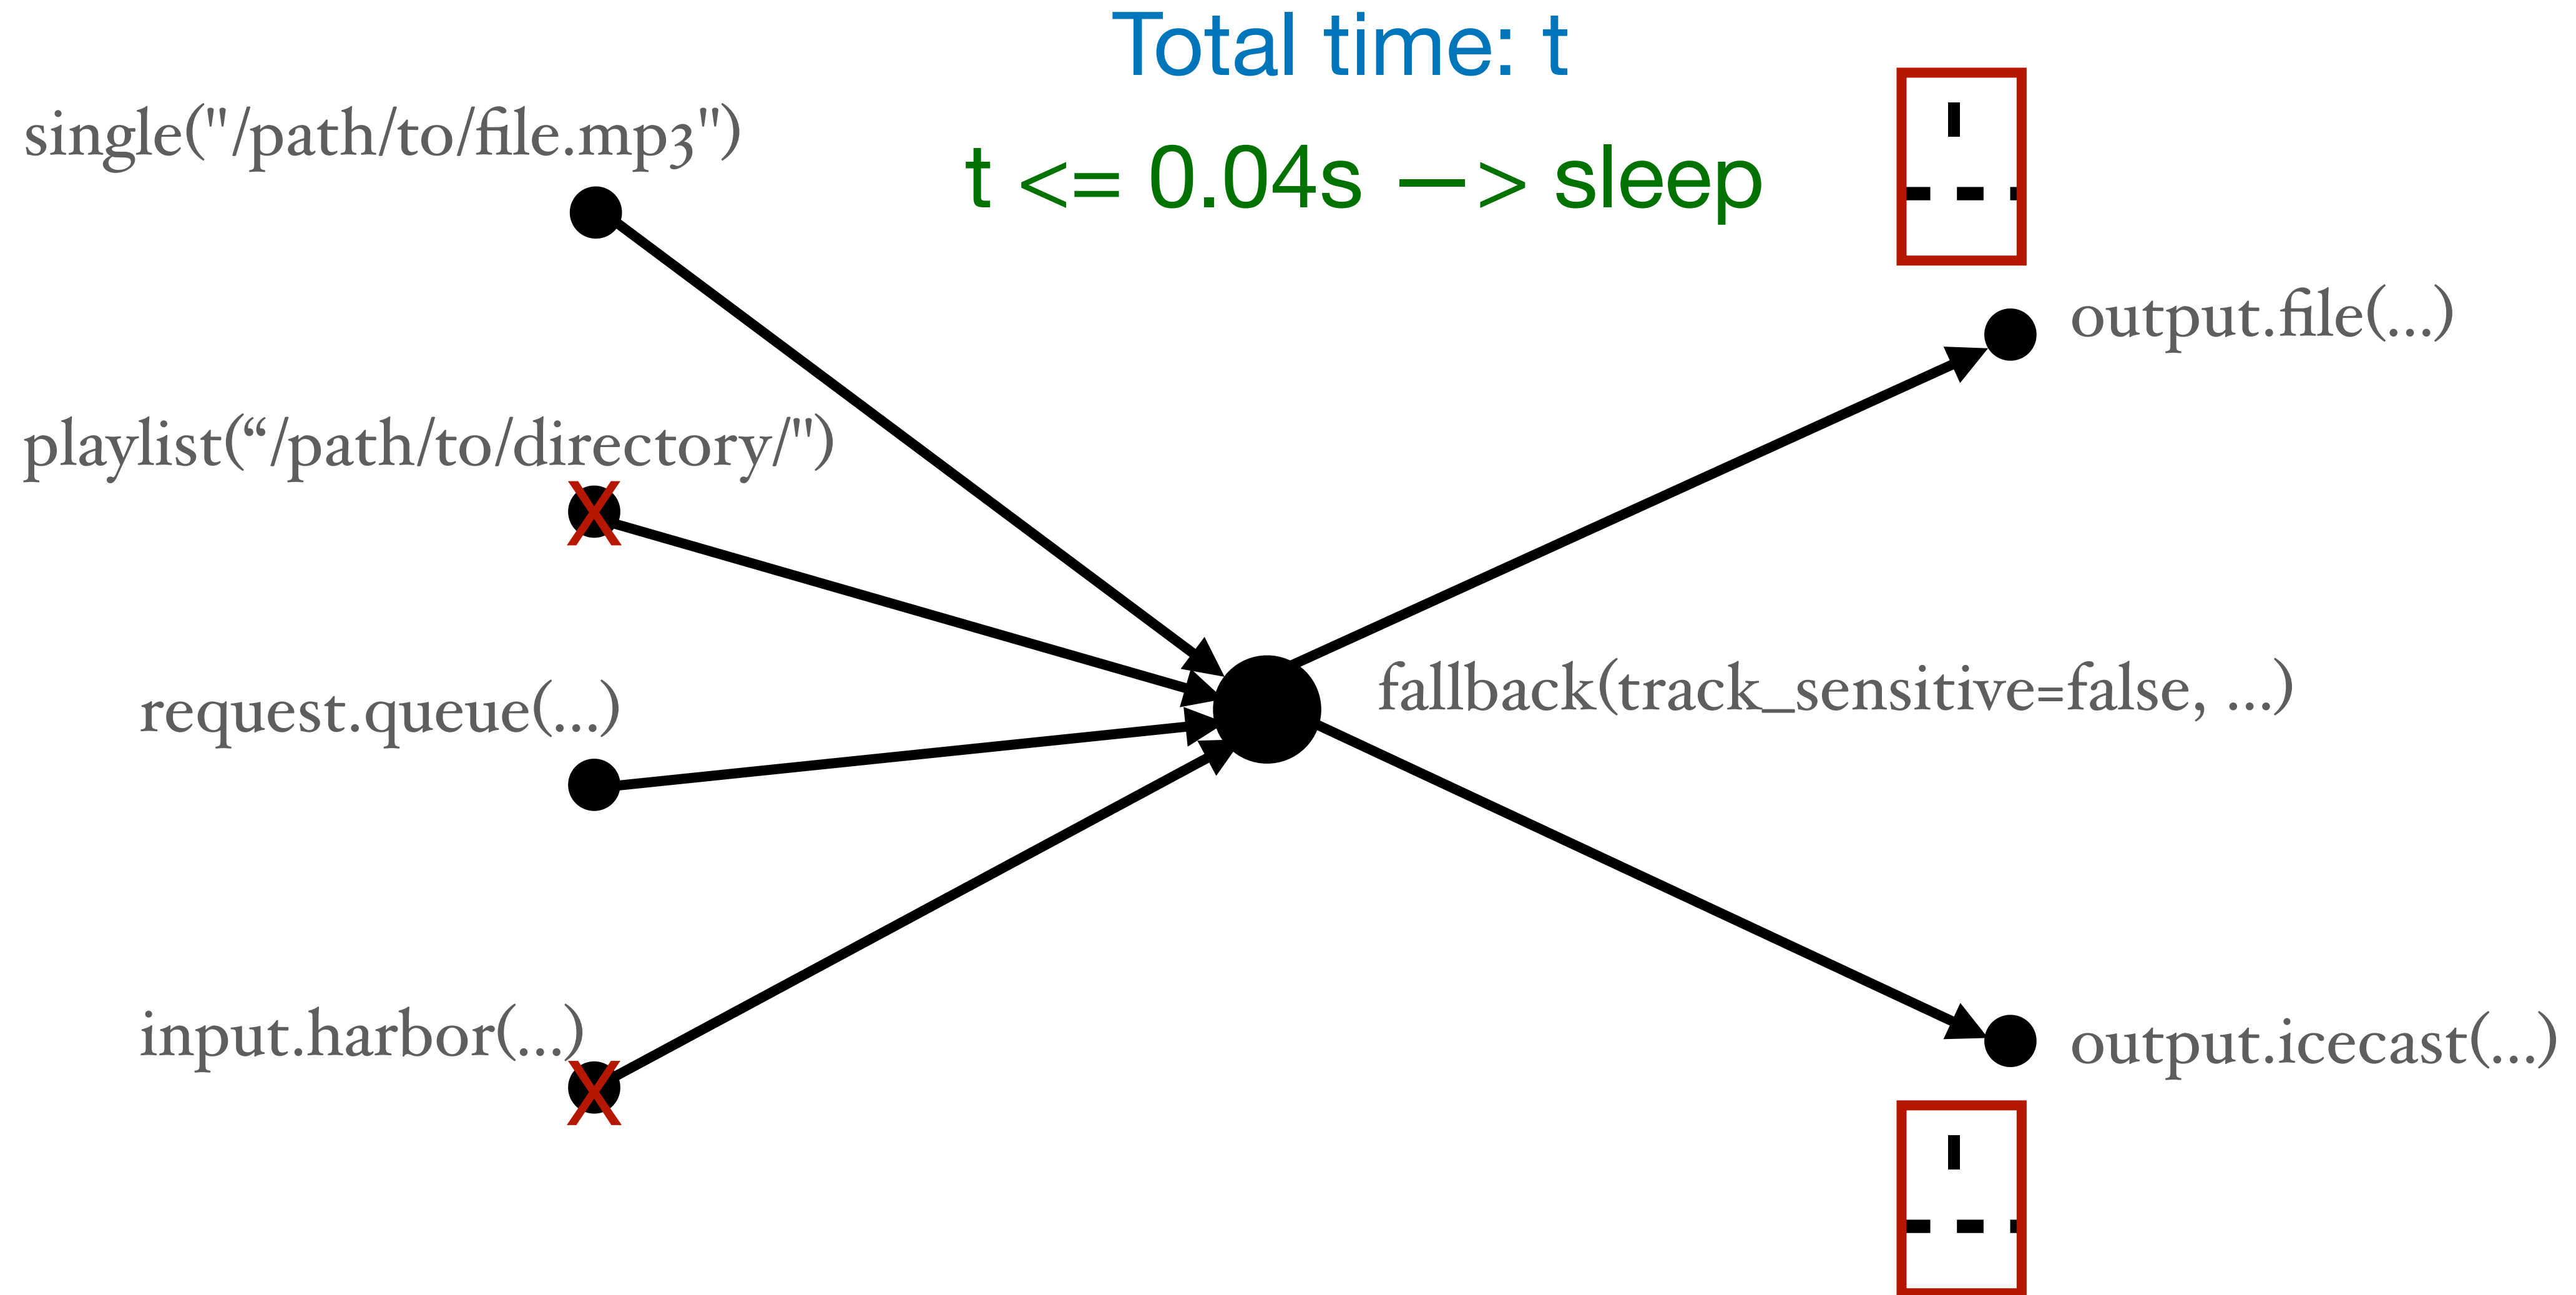 Total time: t
t <= 0.04s —> sleep
single("/path/to/file.mp3")
output.file(...)
playlist(“/path/to/directory/")
X
request.queue(...)
fallback(track_sensitive=false, ...)
input.harbor(...)
X
output.icecast(...)